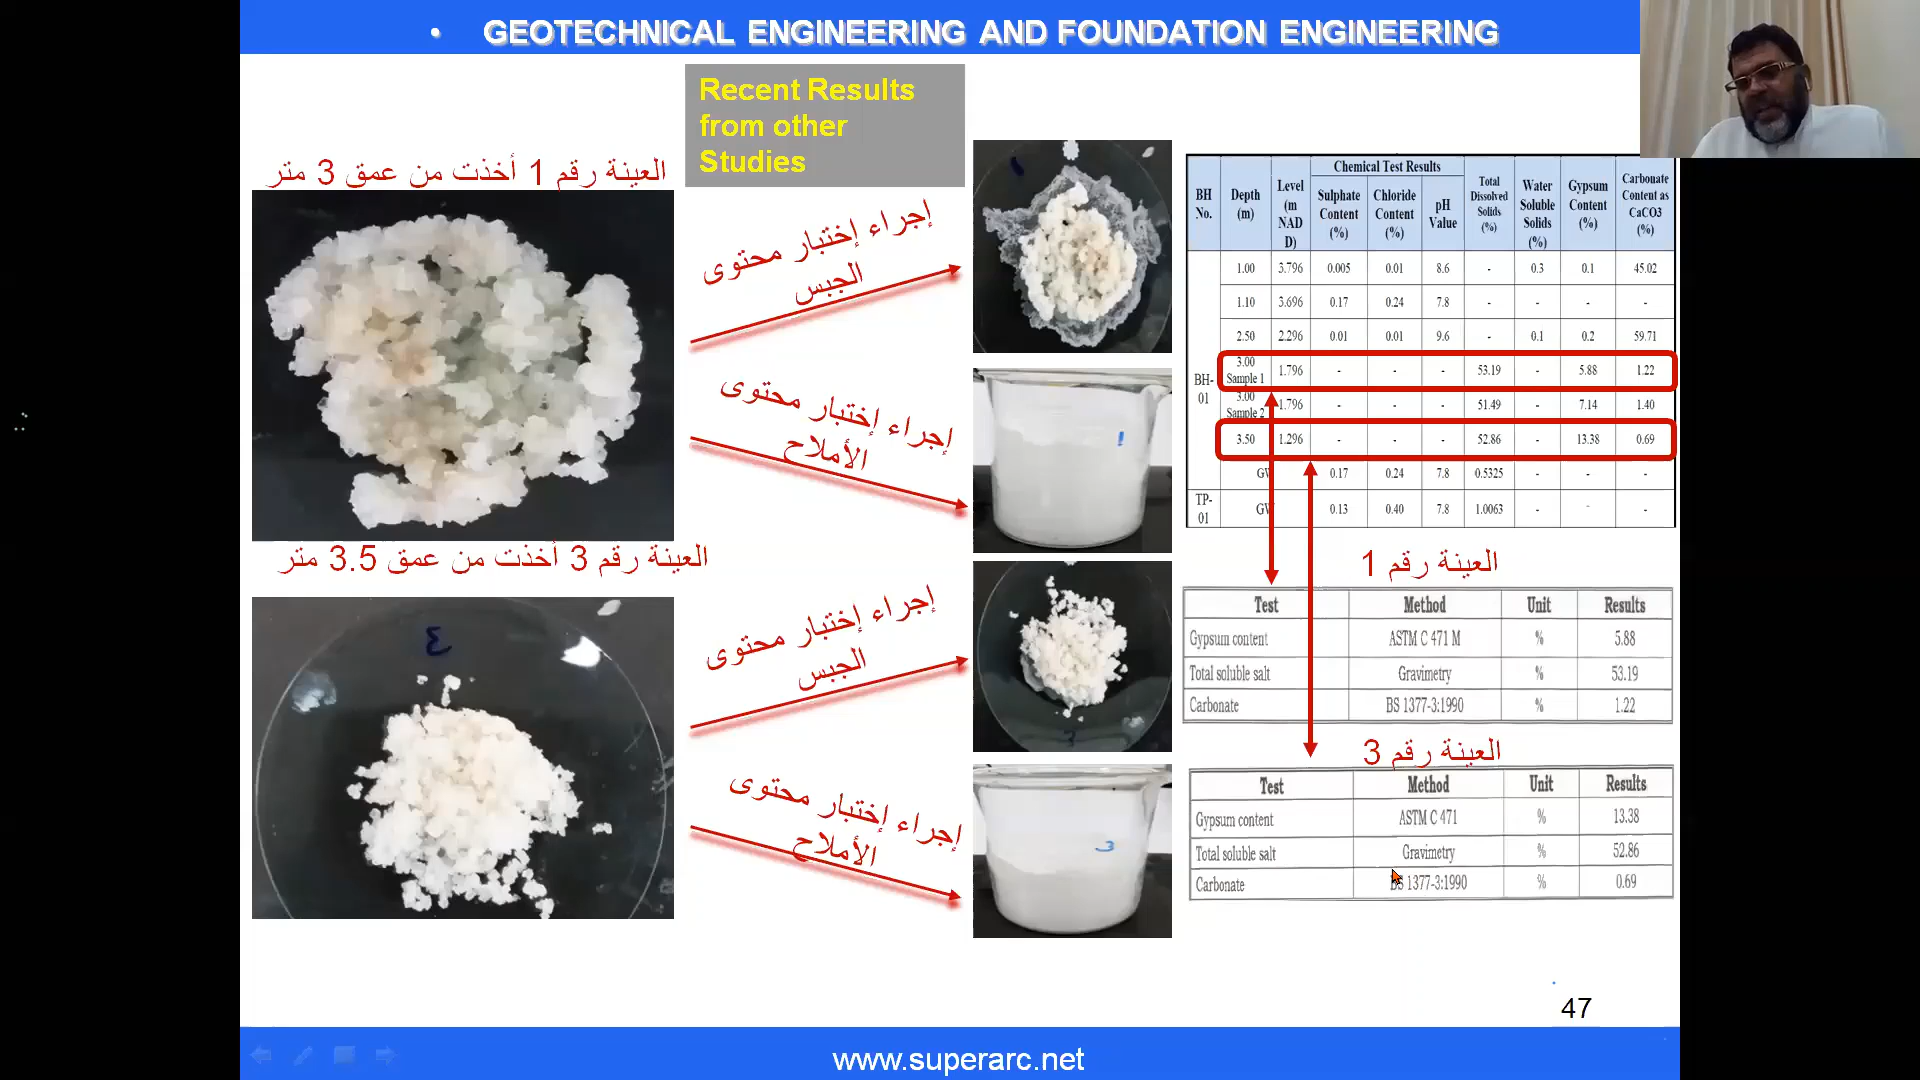 • GEOTECHNICAL ENGINEERING AND FOUNDATION ENGINEERING
Recent Results
from other
Studies
العينة رقم 1 أخذت من عمق 3 متر
إجراء إختبار محتوى
الجبس
إجراء إختبار محتوى
الأملاح
العينة رقم 3 أخذت من عمق 3.5 متر
إجراء إختبار محتوى
الجبس
إجراء إختبار محتوى
الأملاح
١
1
٤
3
3
BH No. Depth (m) Level (m NAD D) Chemical Test Results Sulphate Content (%) Chloride Content (%) pH Value Total Dissolved Solids (%) Water Soluble Solids (%) Gypsum Content (%) Carbonate Content as CaCO3 (%)
BH-01
1.00 3.796 0.005 0.01 8.6 - 0.3 0.1 45.02
1.10 3.696 0.17 0.24 7.8 - - - -
2.50 2.296 0.01 0.01 9.6 - 0.1 0.2 59.71
3.00 Sample 1 1.796 - - - 53.19 - 5.88 1.22
3.00 Sample 2 1.796 - - - 51.49 - 7.14 1.40
3.50 1.296 - - - 52.86 - 13.38 0.69
GW 0.17 0.24 7.8 0.5325 - - -
TP-01 GW 0.13 0.40 7.8 1.0063 - - -
العينة رقم 1
Test Method Unit Results
Gypsum content ASTM C 471 M % 5.88
Total soluble salt Gravimetry % 53.19
Carbonate BS 1377-3:1990 % 1.22
العينة رقم 3
Test Method Unit Results
Gypsum content ASTM C 471 % 13.38
Total soluble salt Gravimetry % 52.86
Carbonate BS 1377-3:1990 % 0.69
47
www.superarc.net